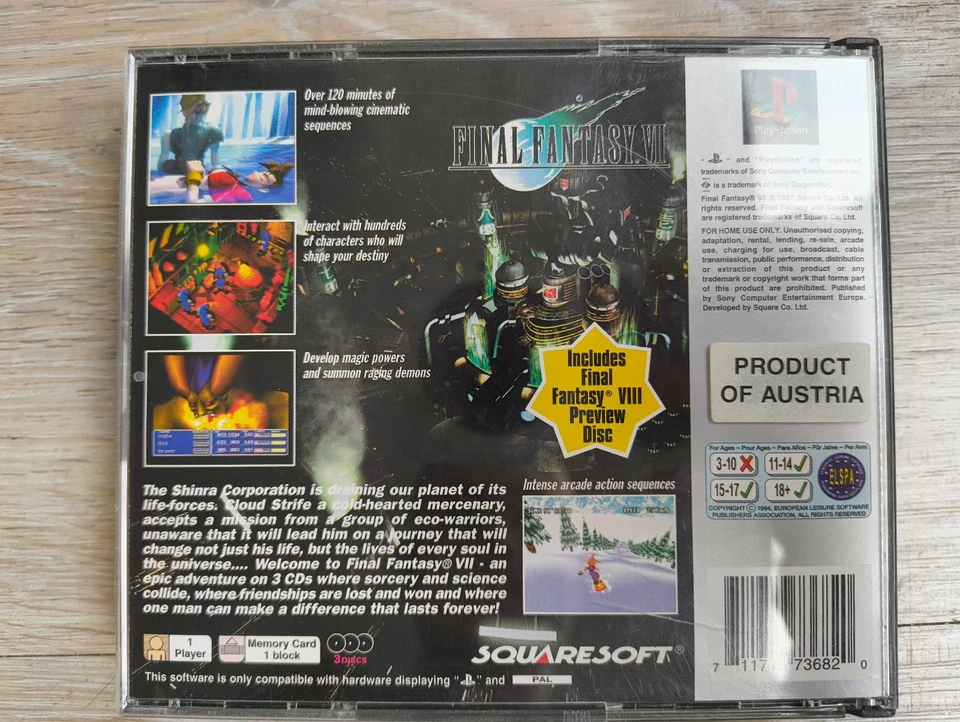 Over 120 minutes of
mind-blowing cinematic
sequences
FINAL FANTASY VII
Interact with hundreds
of characters who will
shape your destiny
Develop magic powers
and summon raging demons
Includes
Final
Fantasy® VIII
Preview
Disc
The Shinra Corporation is draining our planet of its
life-forces. Cloud Strife a cold-hearted mercenary,
accepts a mission from a group of eco-warriors,
unaware that it will lead him on a journey that will
change not just his life, but the lives of every soul in
the universe.... Welcome to Final Fantasy® VII - an
epic adventure on 3 CDs where sorcery and science
collide, where friendships are lost and won and where
one man can make a difference that lasts forever!
Intense arcade action sequences
1
Player
Memory Card
1 block
3 DISCS
SQUARESOFT®
This software is only compatible with hardware displaying " " and
PAL
PlayStation
" " and "PlayStation" are registered
trademarks of Sony Computer Entertainment Inc.
is a trademark of Sony Corporation.
Final Fantasy® VII © 1997 Square Co. Ltd. All
rights reserved. Final Fantasy and Squaresoft
are registered trademarks of Square Co. Ltd.
FOR HOME USE ONLY. Unauthorised copying,
adaptation, rental, lending, re-sale, arcade
use, charging for use, broadcast, cable
transmission, public performance, distribution
or extraction of this product or any
trademark or copyright work that forms part
of this product are prohibited. Published
by Sony Computer Entertainment Europe.
Developed by Square Co. Ltd.
PRODUCT
OF AUSTRIA
For Ages – Pour Ages – Para Años – Für Jahre – Per Anni
3-10 11-14
15-17 18+
ELSPA
COPYRIGHT © 1994, EUROPEAN LEISURE SOFTWARE
PUBLISHERS ASSOCIATION. ALL RIGHTS RESERVED
7 1171 73682 0